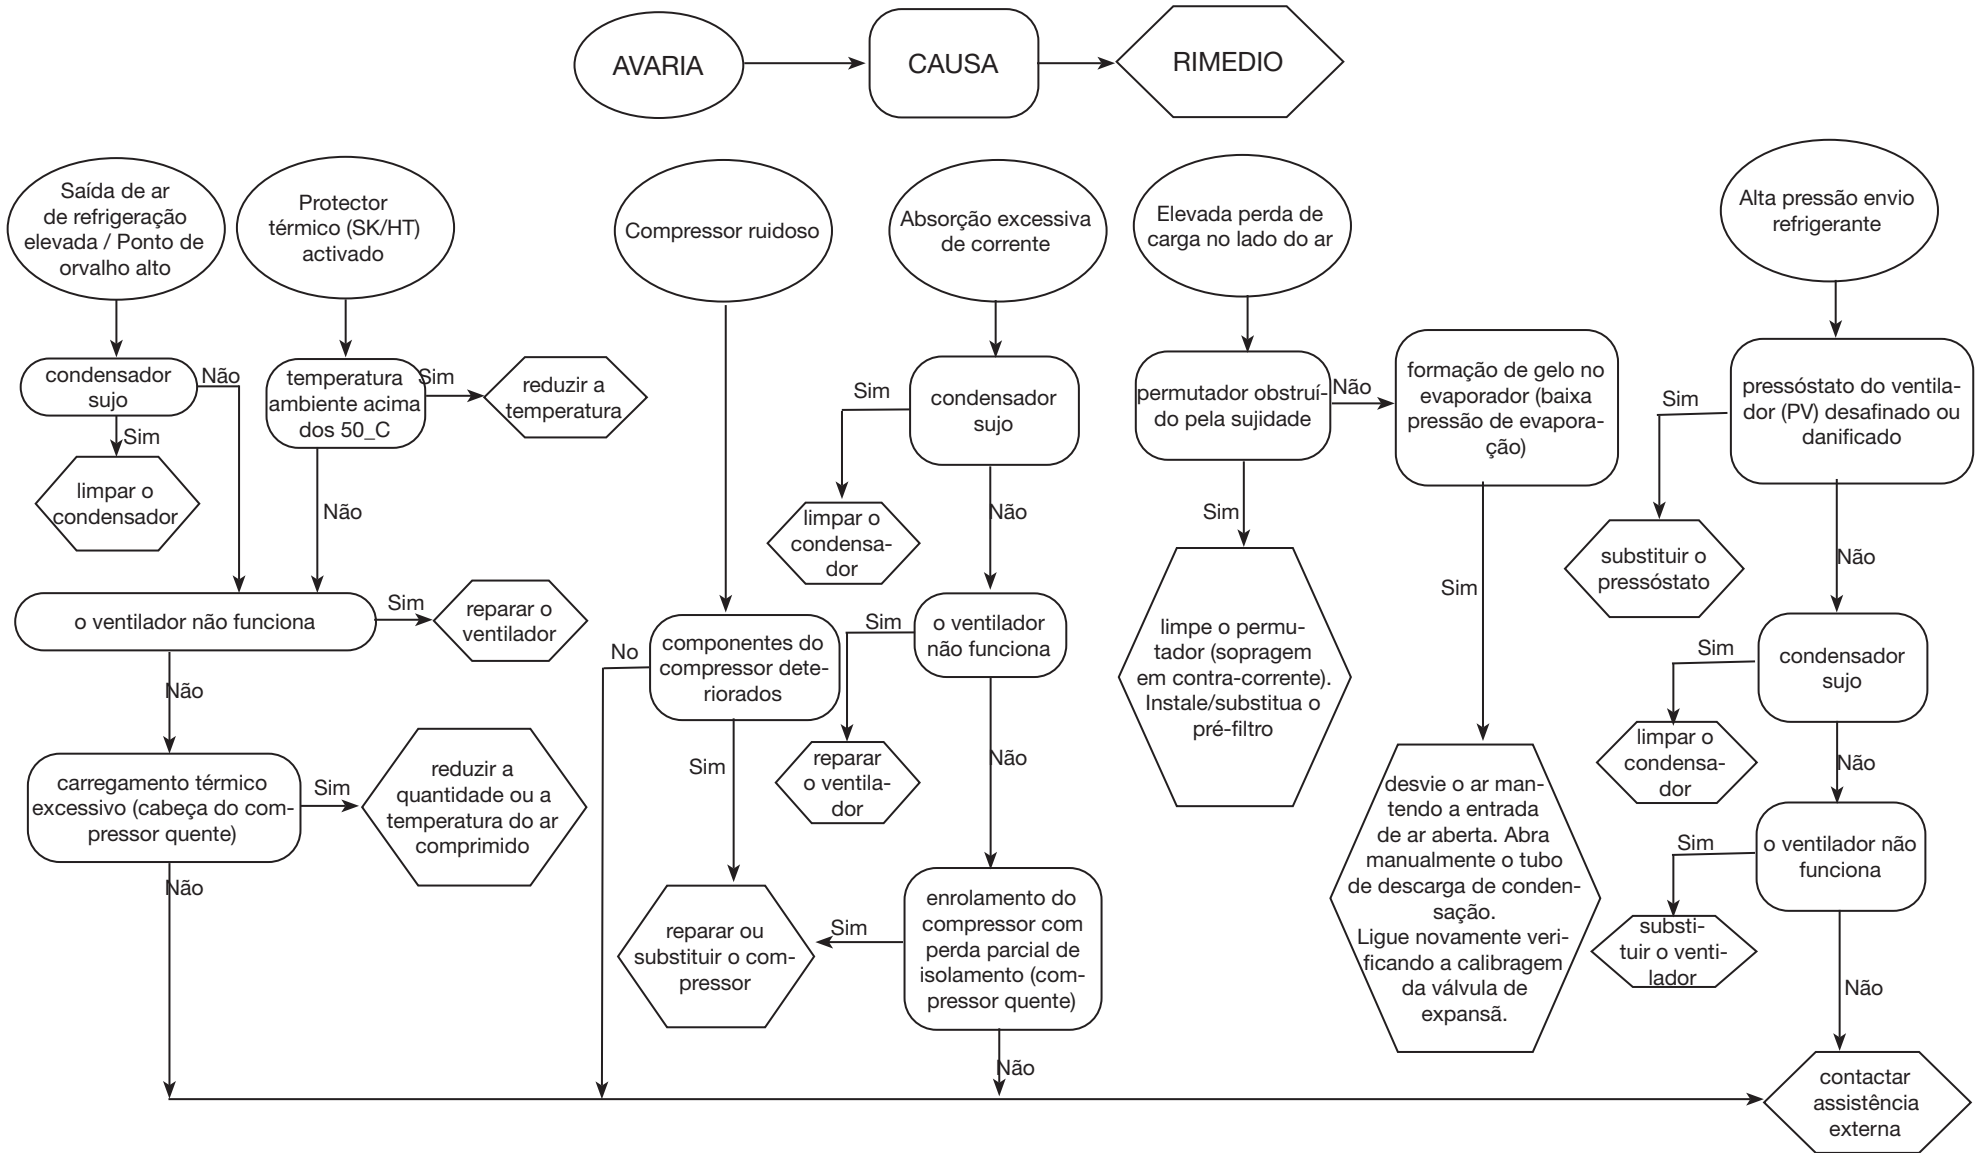 AVARIA
CAUSA
RIMEDIO
Saída de ar
de refrigeração
elevada / Ponto de
orvalho alto
Protector
térmico (SK/HT)
activado
Compressor ruidoso
Absorção excessiva
de corrente
Elevada perda de
carga no lado do ar
Alta pressão envio
refrigerante
condensador
sujo
Não
Sim
limpar o
condensador
temperatura
ambiente acima
dos 50_C
Sim
reduzir a
temperatura
Não
o ventilador não funciona
Sim
reparar o
ventilador
Não
carregamento térmico
excessivo (cabeça do com-
pressor quente)
Sim
reduzir a
quantidade ou a
temperatura do ar
comprimido
Não
componentes do
compressor dete-
riorados
No
Sim
reparar ou
substituir o com-
pressor
condensador
sujo
Sim
limpar o
condensa-
dor
Não
o ventilador
não funciona
Sim
reparar
o ventila-
dor
Não
enrolamento do
compressor com
perda parcial de
isolamento (com-
pressor quente)
Sim
Não
permutador obstruí-
do pela sujidade
Não
Sim
limpe o permu-
tador (sopragem
em contra-corrente).
Instale/substitua o
pré-filtro
formação de gelo no
evaporador (baixa
pressão de evapora-
ção)
Sim
desvie o ar man-
tendo a entrada
de ar aberta. Abra
manualmente o tubo
de descarga de conden-
sação.
Ligue novamente veri-
ficando a calibragem
da válvula de
expansã.
pressóstato do ventila-
dor (PV) desafinado ou
danificado
Sim
substituir o
pressóstato
Não
condensador
sujo
Sim
limpar o
condensa-
dor
Não
o ventilador não
funciona
Sim
substi-
tuir o venti-
lador
Não
contactar
assistência
externa